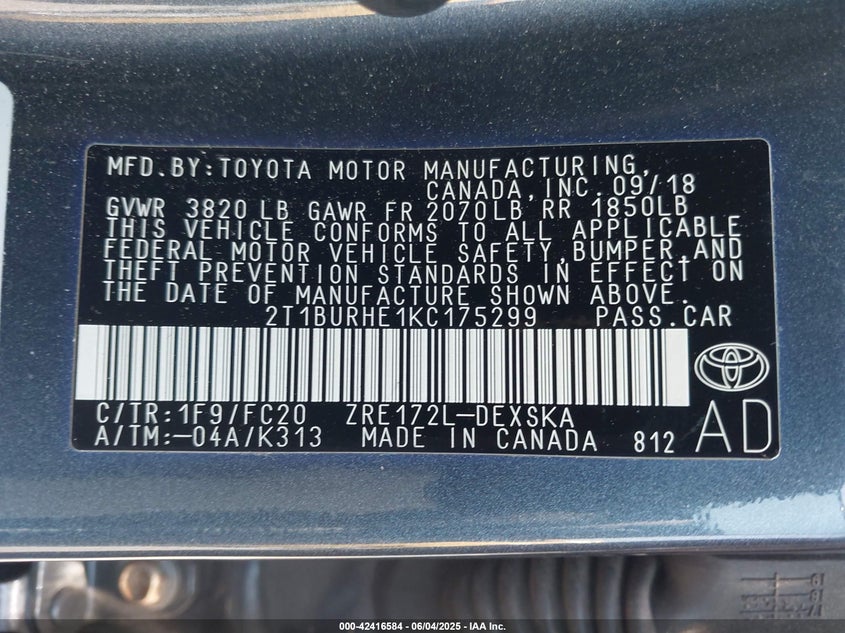 MFD.BY:TOYOTA MOTOR MANUFACTURING,
CANADA,INC.09/18
GVWR 3820 LB GAWR FR 2070LB RR 1850LB
THIS VEHICLE CONFORMS TO ALL APPLICABLE
FEDERAL MOTOR VEHICLE SAFETY,BUMPER,AND
THEFT PREVENTION STANDARDS IN EFFECT ON
THE DATE OF MANUFACTURE SHOWN ABOVE.
2T1BURHE1KC175299 PASS.CAR
C/TR:1F9/FC20 ZRE172L-DEXSKA
A/TM:-04A/K313 MADE IN CANADA 812
AD
000-42416584 - 06/04/2025 - IAA Inc.